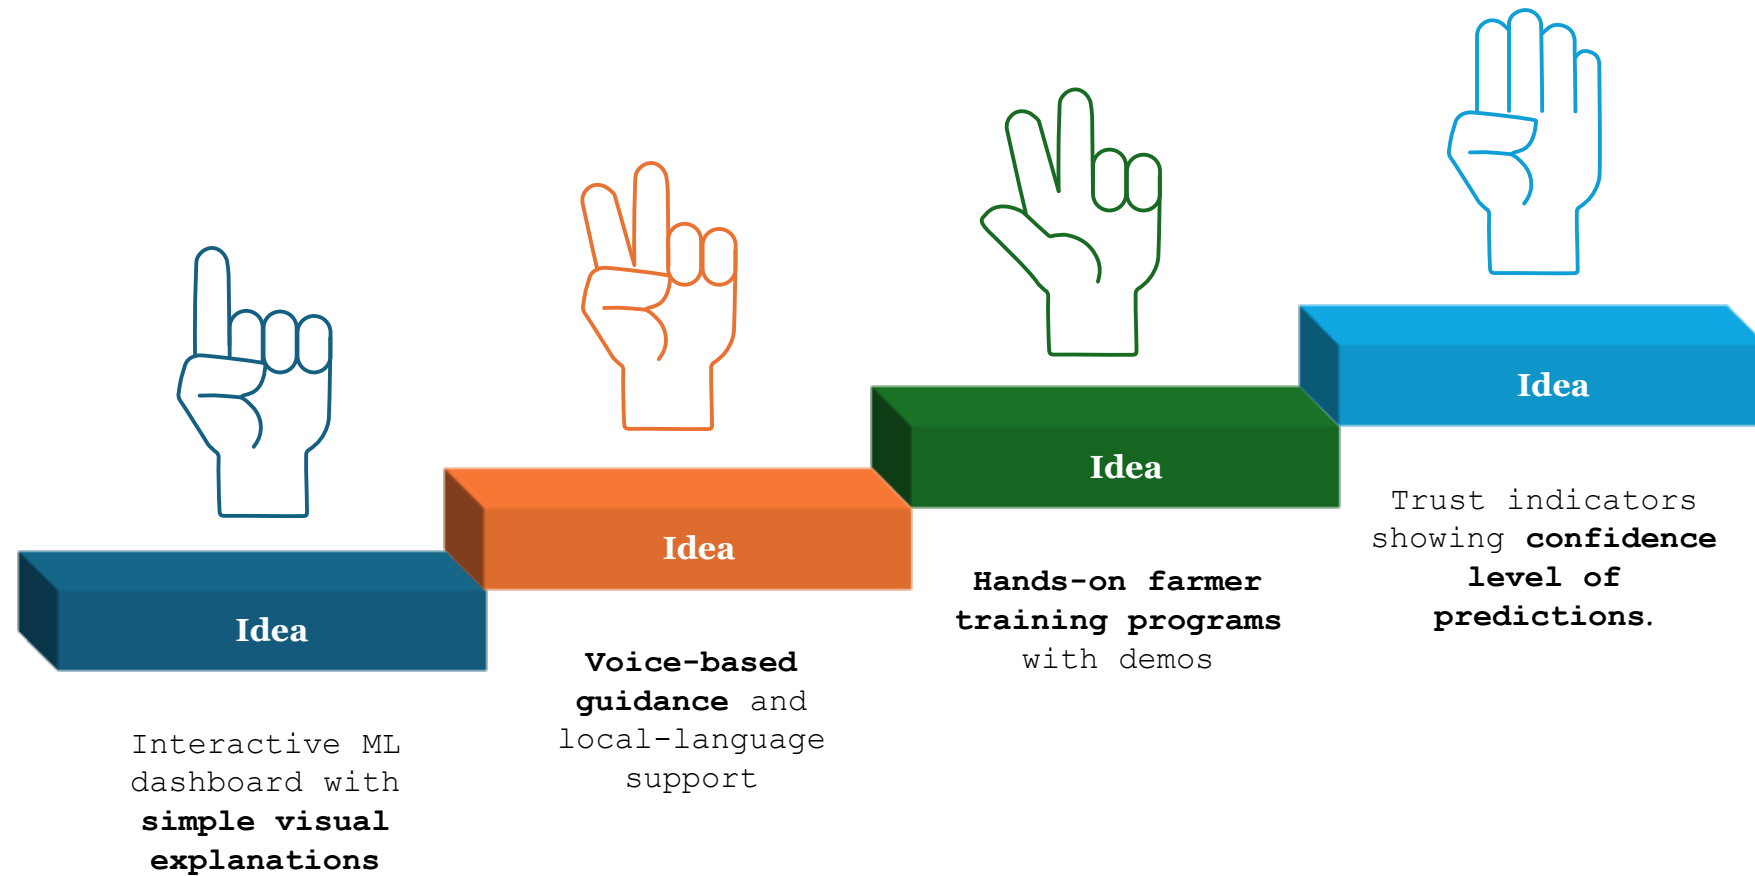 Idea
Interactive ML
dashboard with
simple visual
explanations
Idea
Voice-based
guidance and
local-language
support
Idea
Hands-on farmer
training programs
with demos
Idea
Trust indicators
showing confidence
level of
predictions.